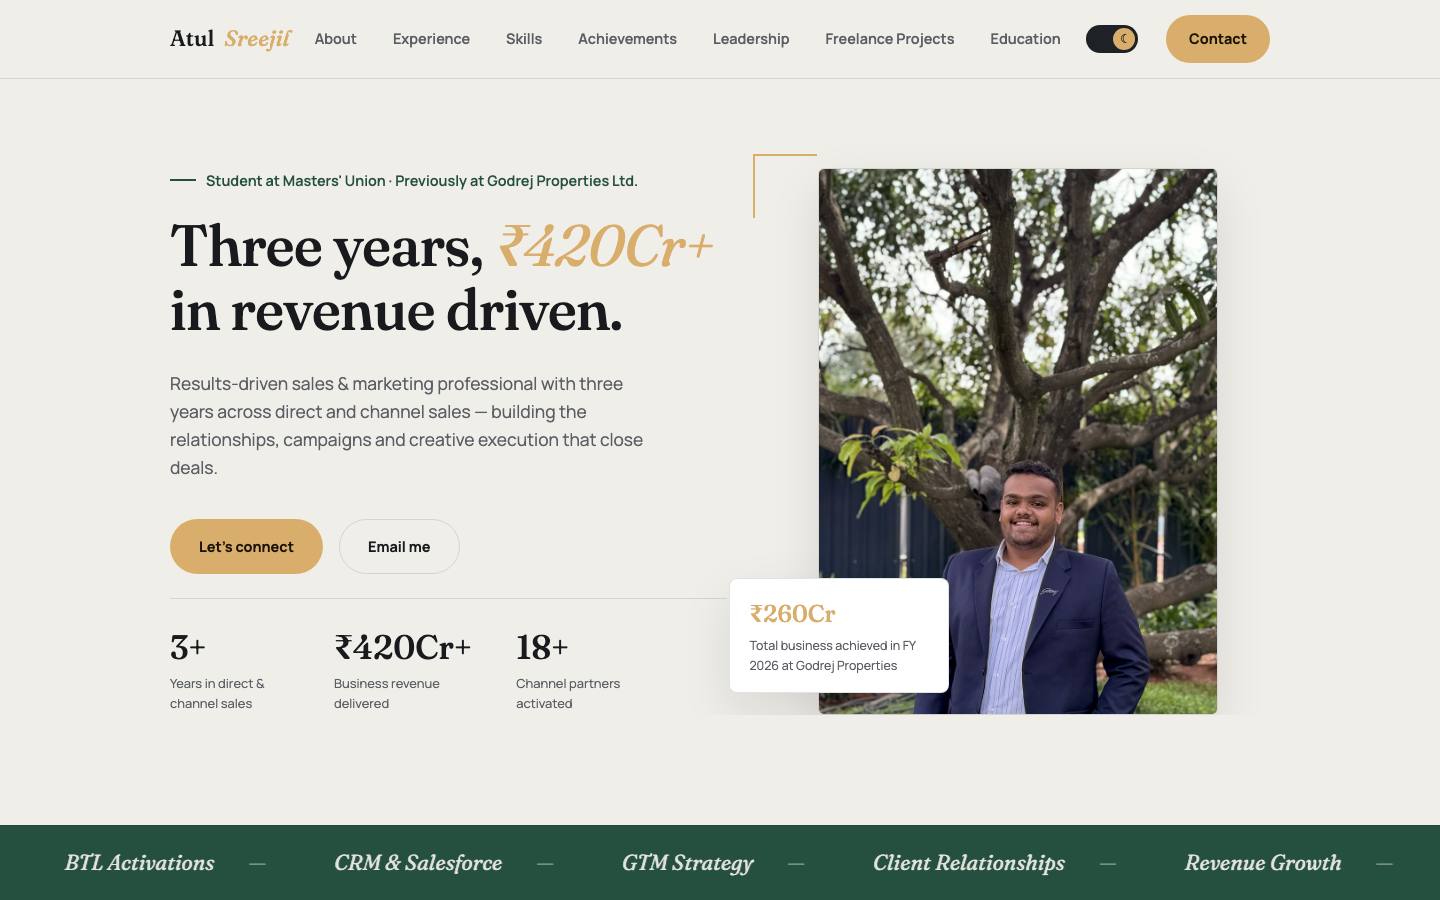 Atul Sreejil
About
Experience
Skills
Achievements
Leadership
Freelance Projects
Education
Contact
Student at Masters' Union · Previously at Godrej Properties Ltd.
Three years, ₹420Cr+
in revenue driven.
Results-driven sales & marketing professional with three
years across direct and channel sales — building the
relationships, campaigns and creative execution that close
deals.
Let's connect
Email me
3+
Years in direct &
channel sales
₹420Cr+
Business revenue
delivered
18+
Channel partners
activated
₹260Cr
Total business achieved in FY
2026 at Godrej Properties
BTL Activations — CRM & Salesforce — GTM Strategy — Client Relationships — Revenue Growth —